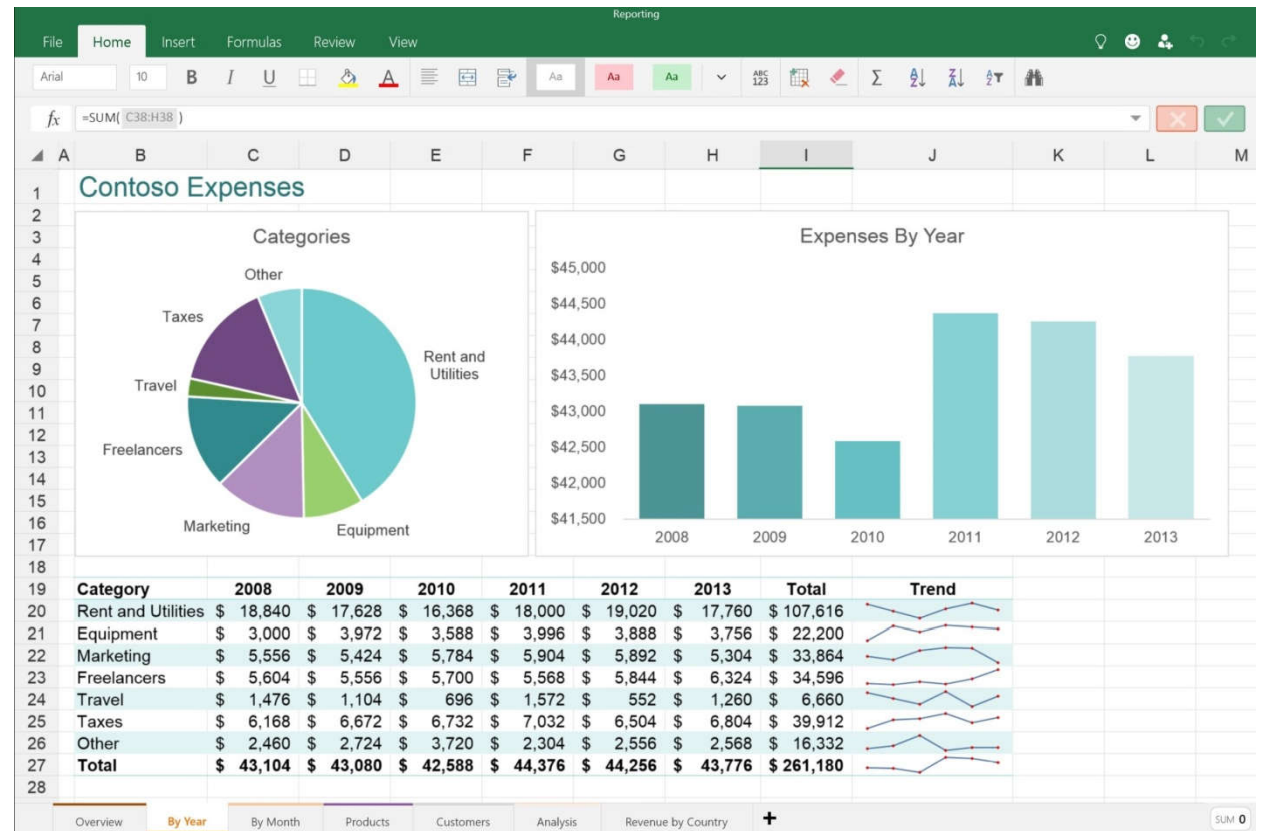 Reporting
File Home Insert Formulas Review View
Arial 10 B I U A Aa Aa Aa ABC 123 Σ A Z Z A A Z
fx =SUM( C38:H38 )
A B C D E F G H I J K L M
1 Contoso Expenses
2
3
4
5
6
7
8
9
10
11
12
13
14
15
16
17
18
Categories
Other
Taxes
Rent and
Utilities
Travel
Freelancers
Marketing
Equipment
Expenses By Year
$45,000
$44,500
$44,000
$43,500
$43,000
$42,500
$42,000
$41,500
2008 2009 2010 2011 2012 2013
19 Category 2008 2009 2010 2011 2012 2013 Total Trend
20 Rent and Utilities $ 18,840 $ 17,628 $ 16,368 $ 18,000 $ 19,020 $ 17,760 $ 107,616
21 Equipment $ 3,000 $ 3,972 $ 3,588 $ 3,996 $ 3,888 $ 3,756 $ 22,200
22 Marketing $ 5,556 $ 5,424 $ 5,784 $ 5,904 $ 5,892 $ 5,304 $ 33,864
23 Freelancers $ 5,604 $ 5,556 $ 5,700 $ 5,568 $ 5,844 $ 6,324 $ 34,596
24 Travel $ 1,476 $ 1,104 $ 696 $ 1,572 $ 552 $ 1,260 $ 6,660
25 Taxes $ 6,168 $ 6,672 $ 6,732 $ 7,032 $ 6,504 $ 6,804 $ 39,912
26 Other $ 2,460 $ 2,724 $ 3,720 $ 2,304 $ 2,556 $ 2,568 $ 16,332
27 Total $ 43,104 $ 43,080 $ 42,588 $ 44,376 $ 44,256 $ 43,776 $ 261,180
28
Overview By Year By Month Products Customers Analysis Revenue by Country + SUM 0